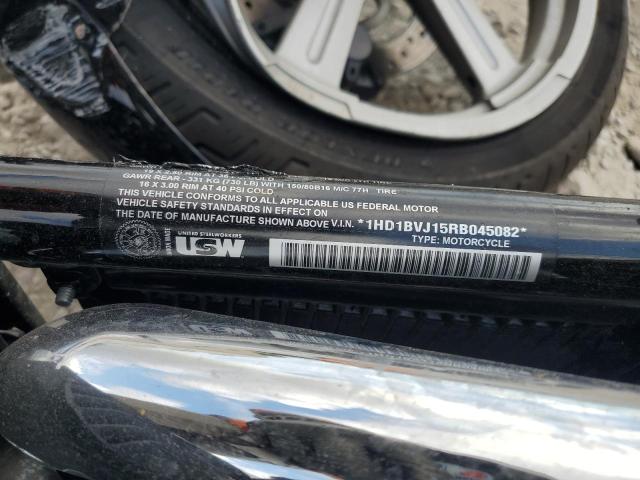 GAWR REAR - 331 KG (730 LB) WITH 150/80B16 M/C 77H TIRE
16 X 3.00 RIM AT 40 PSI COLD
THIS VEHICLE CONFORMS TO ALL APPLICABLE US FEDERAL MOTOR
VEHICLE SAFETY STANDARDS IN EFFECT ON
THE DATE OF MANUFACTURE SHOWN ABOVE V.I.N. *1HD1BVJ15RB045082*
TYPE: MOTORCYCLE
UNITED STEELWORKERS
USW